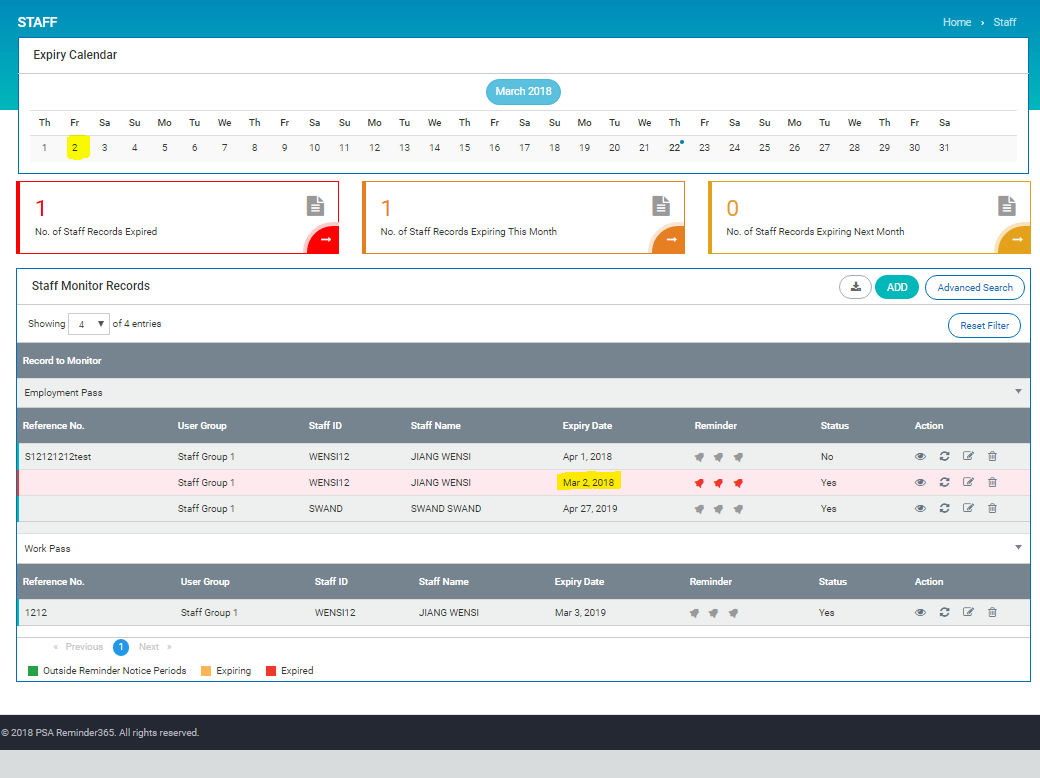 STAFF
Home › Staff
Expiry Calendar
March 2018
Th Fr Sa Su Mo Tu We Th Fr Sa Su Mo Tu We Th Fr Sa Su Mo Tu We Th Fr Sa Su Mo Tu We Th Fr Sa
1 2 3 4 5 6 7 8 9 10 11 12 13 14 15 16 17 18 19 20 21 22 23 24 25 26 27 28 29 30 31
1 1 0
No. of Staff Records Expired No. of Staff Records Expiring This Month No. of Staff Records Expiring Next Month
Staff Monitor Records ADD Advanced Search
Showing 4 of 4 entries Reset Filter
Record to Monitor
Employment Pass
Reference No. User Group Staff ID Staff Name Expiry Date Reminder Status Action
S12121212test Staff Group 1 WENSI12 JIANG WENSI Apr 1, 2018 No
Staff Group 1 WENSI12 JIANG WENSI Mar 2, 2018 Yes
Staff Group 1 SWAND SWAND SWAND Apr 27, 2019 Yes
Work Pass
Reference No. User Group Staff ID Staff Name Expiry Date Reminder Status Action
1212 Staff Group 1 WENSI12 JIANG WENSI Mar 3, 2019 Yes
« Previous 1 Next »
Outside Reminder Notice Periods Expiring Expired
© 2018 PSA Reminder365. All rights reserved.